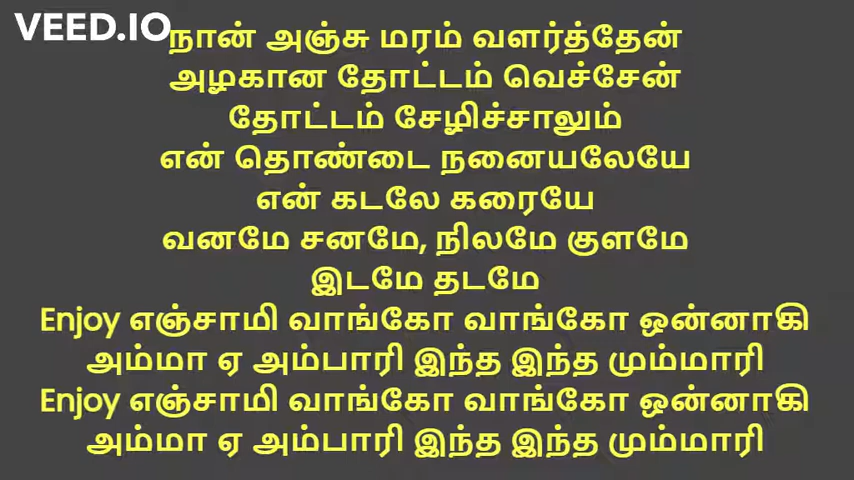 VEED.IO
நான் அஞ்சு மரம் வளர்த்தேன்
அழகான தோட்டம் வெச்சேன்
தோட்டம் சேழிச்சாலும்
என் தொண்டை நனையலேயே
என் கடலே கரையே
வனமே சனமே, நிலமே குளமே
இடமே தடமே
Enjoy எஞ்சாமி வாங்கோ வாங்கோ ஒன்னாகி
அம்மா ஏ அம்பாரி இந்த இந்த மும்மாரி
Enjoy எஞ்சாமி வாங்கோ வாங்கோ ஒன்னாகி
அம்மா ஏ அம்பாரி இந்த இந்த மும்மாரி